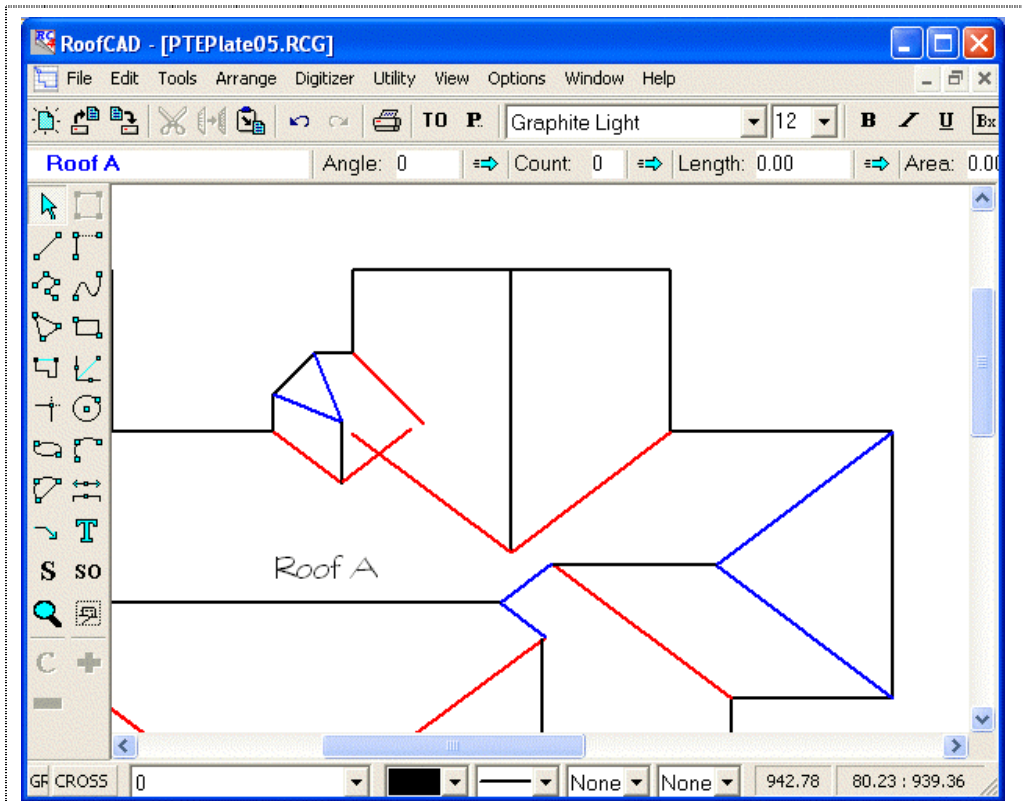 RoofCAD - [PTEPlate05.RCG]
File Edit Tools Arrange Digitizer Utility View Options Window Help
TO P. Graphite Light 12 B I U Bx
Roof A Angle: 0 Count: 0 Length: 0.00 Area: 0.00
T
S SO
C
Roof A
GF CROSS 0 None None 942.78 80.23 : 939.36